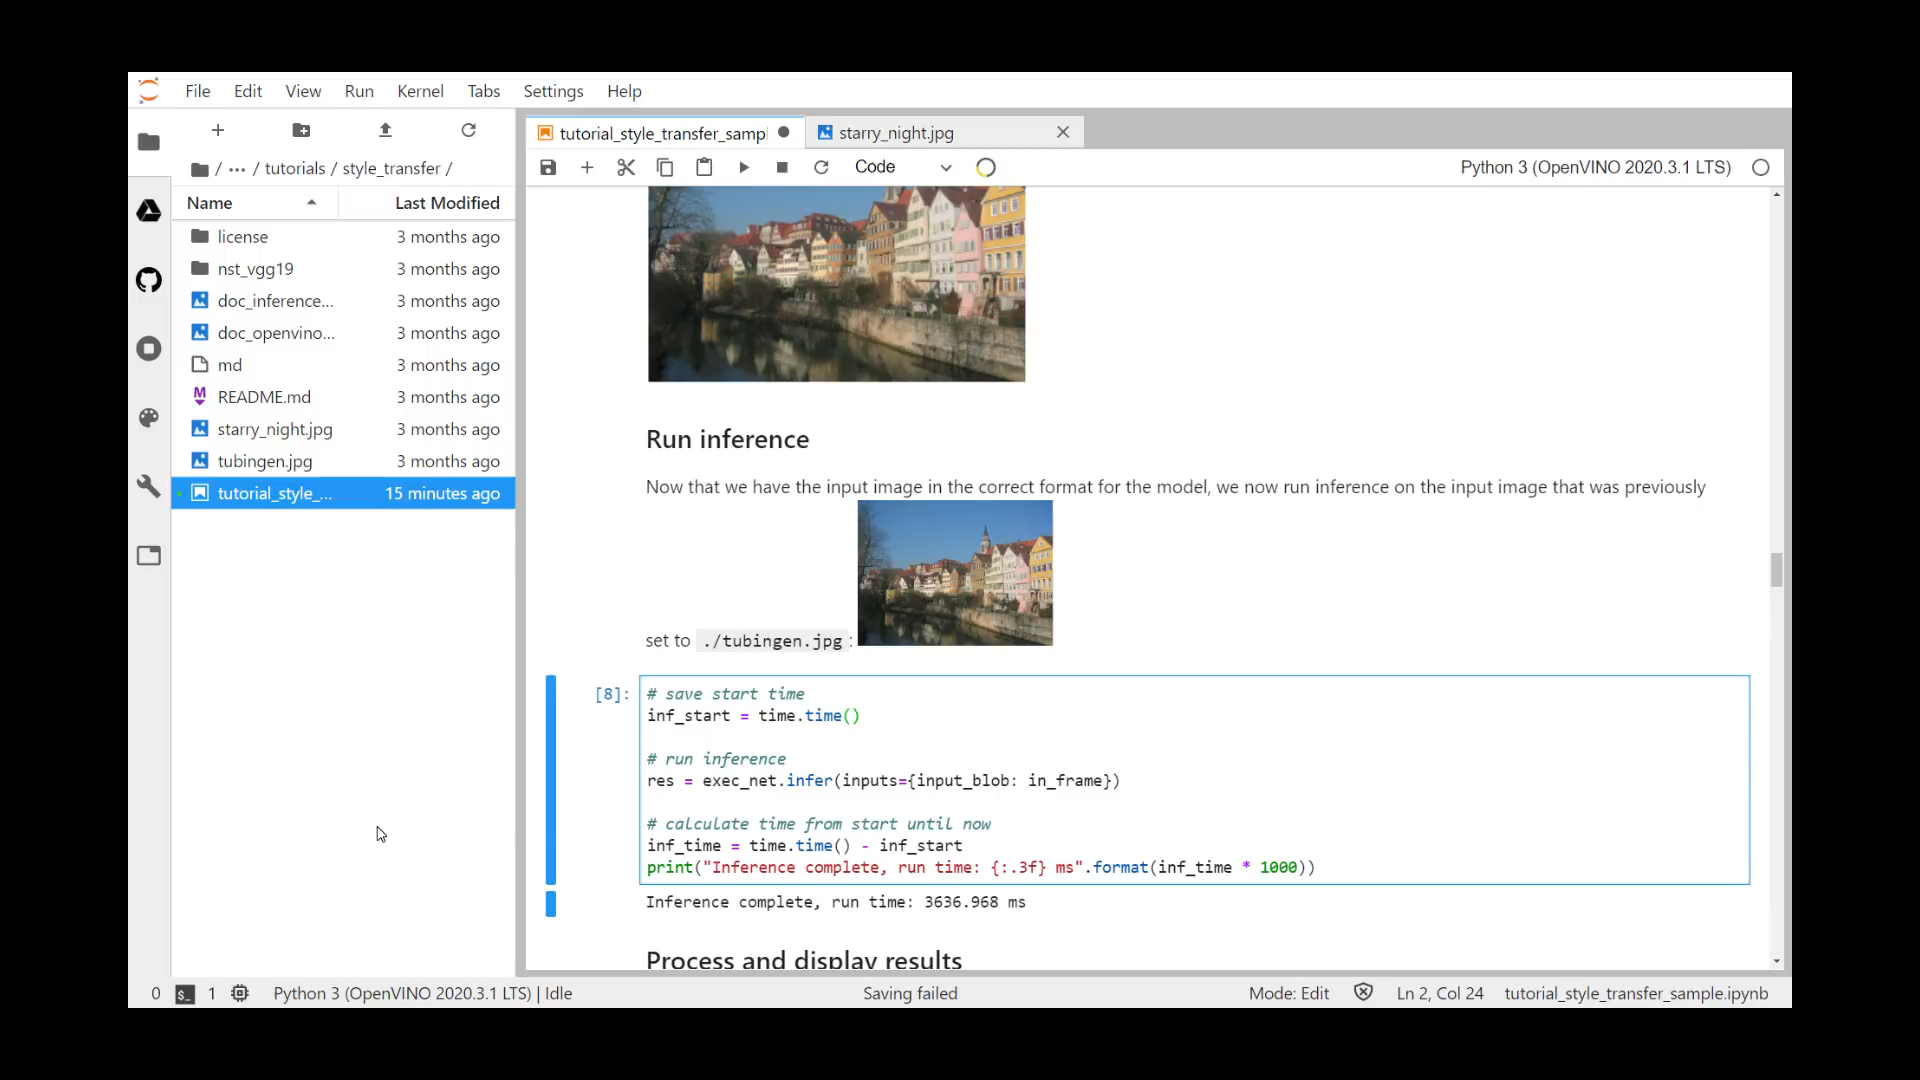 File Edit View Run Kernel Tabs Settings Help
/ ··· / tutorials / style_transfer /
Name Last Modified
license 3 months ago
nst_vgg19 3 months ago
doc_inference... 3 months ago
doc_openvino... 3 months ago
md 3 months ago
README.md 3 months ago
starry_night.jpg 3 months ago
tubingen.jpg 3 months ago
tutorial_style_... 15 minutes ago
tutorial_style_transfer_sampl
starry_night.jpg
Code
Python 3 (OpenVINO 2020.3.1 LTS)
Run inference
Now that we have the input image in the correct format for the model, we now run inference on the input image that was previously
set to ./tubingen.jpg:
[8]: # save start time
inf_start = time.time()
# run inference
res = exec_net.infer(inputs={input_blob: in_frame})
# calculate time from start until now
inf_time = time.time() - inf_start
print("Inference complete, run time: {:.3f} ms".format(inf_time * 1000))
Inference complete, run time: 3636.968 ms
Process and display results
0 $_ 1 Python 3 (OpenVINO 2020.3.1 LTS) | Idle
Saving failed
Mode: Edit Ln 2, Col 24 tutorial_style_transfer_sample.ipynb